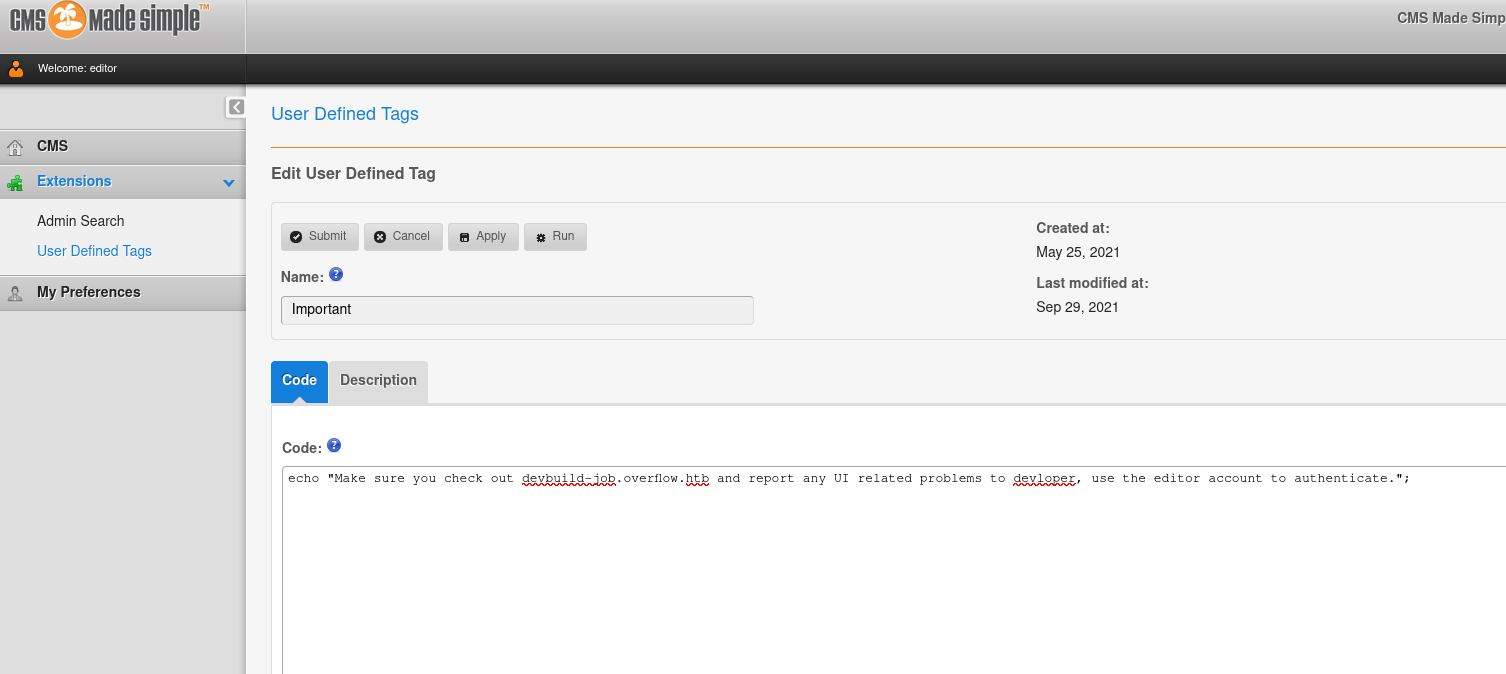 CMS made simple™
CMS Made Simp
Welcome: editor
User Defined Tags
CMS
Extensions
Admin Search
User Defined Tags
My Preferences
Edit User Defined Tag
Submit Cancel Apply Run
Name: ?
Important
Created at:
May 25, 2021
Last modified at:
Sep 29, 2021
Code Description
Code: ?
echo "Make sure you check out devbuild-job.overflow.htb and report any UI related problems to devloper, use the editor account to authenticate.";